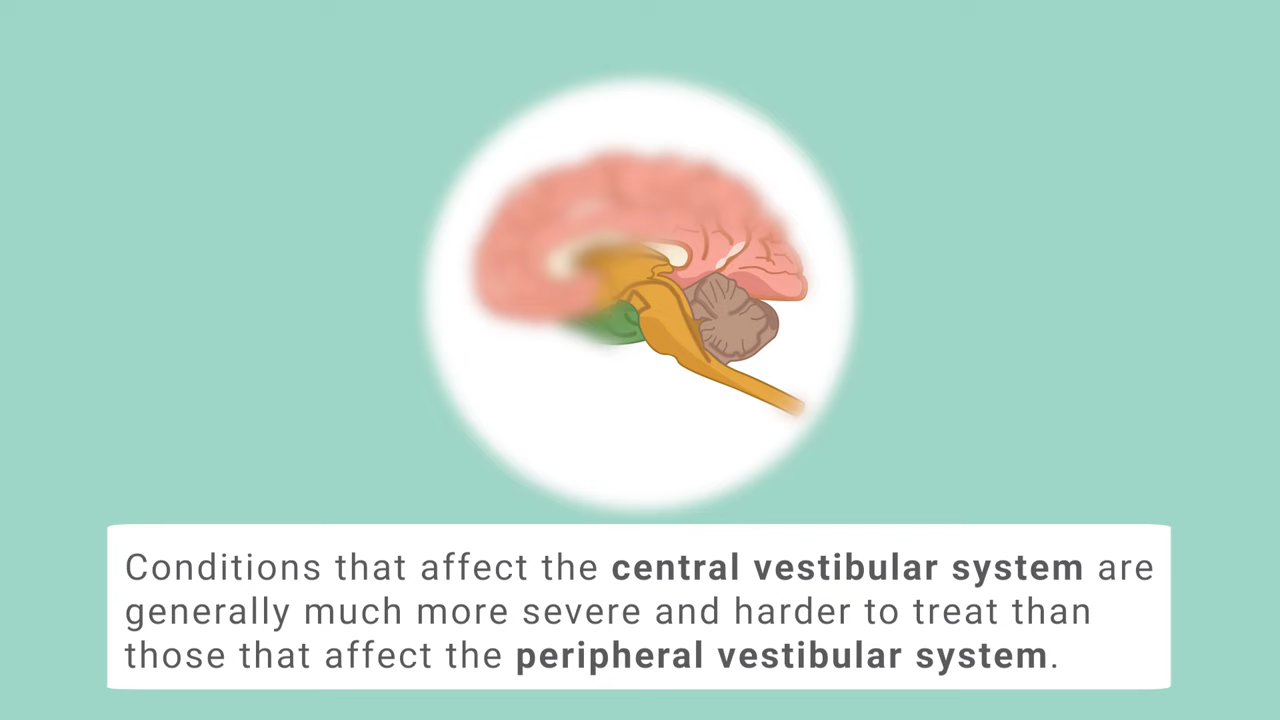 Conditions that affect the central vestibular system are
generally much more severe and harder to treat than
those that affect the peripheral vestibular system.